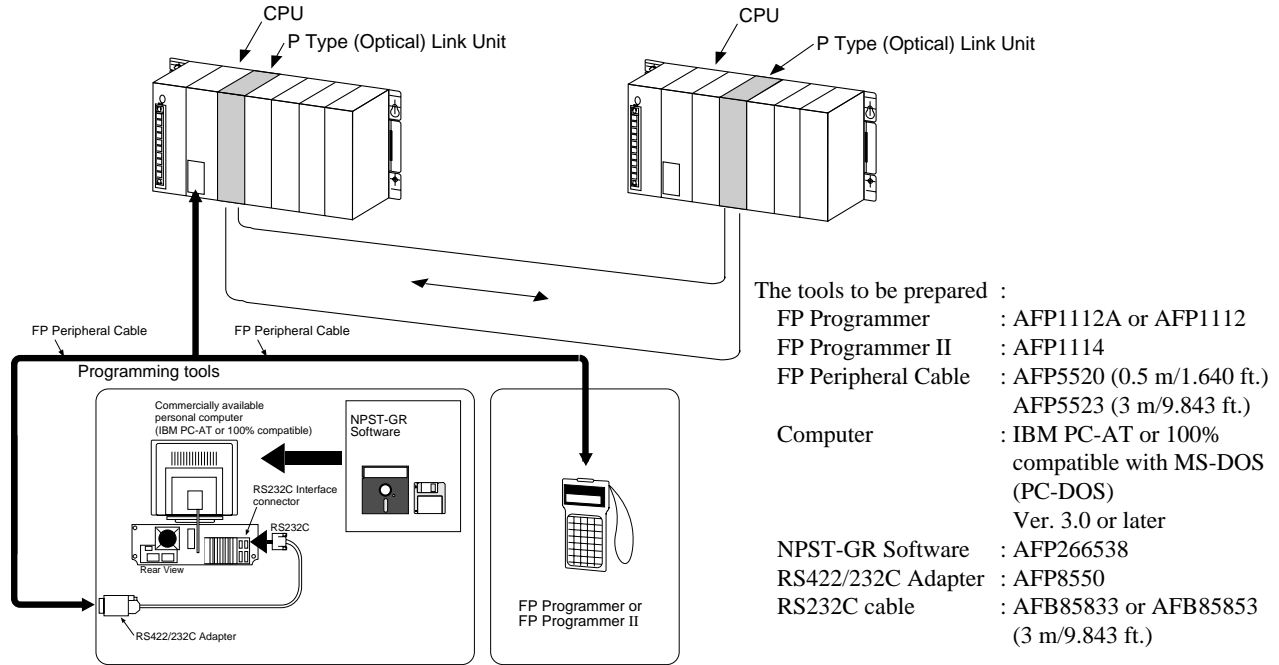 CPU
P Type (Optical) Link Unit
CPU
P Type (Optical) Link Unit
FP Peripheral Cable
FP Peripheral Cable
Programming tools
Commercially available
personal computer
(IBM PC-AT or 100% compatible)
NPST-GR
Software
RS232C Interface
connector
RS232C
Rear View
RS422/232C Adapter
FP Programmer or
FP Programmer II
The tools to be prepared :
FP Programmer : AFP1112A or AFP1112
FP Programmer II : AFP1114
FP Peripheral Cable : AFP5520 (0.5 m/1.640 ft.)
AFP5523 (3 m/9.843 ft.)
Computer : IBM PC-AT or 100%
compatible with MS-DOS
(PC-DOS)
Ver. 3.0 or later
NPST-GR Software : AFP266538
RS422/232C Adapter : AFP8550
RS232C cable : AFB85833 or AFB85853
(3 m/9.843 ft.)